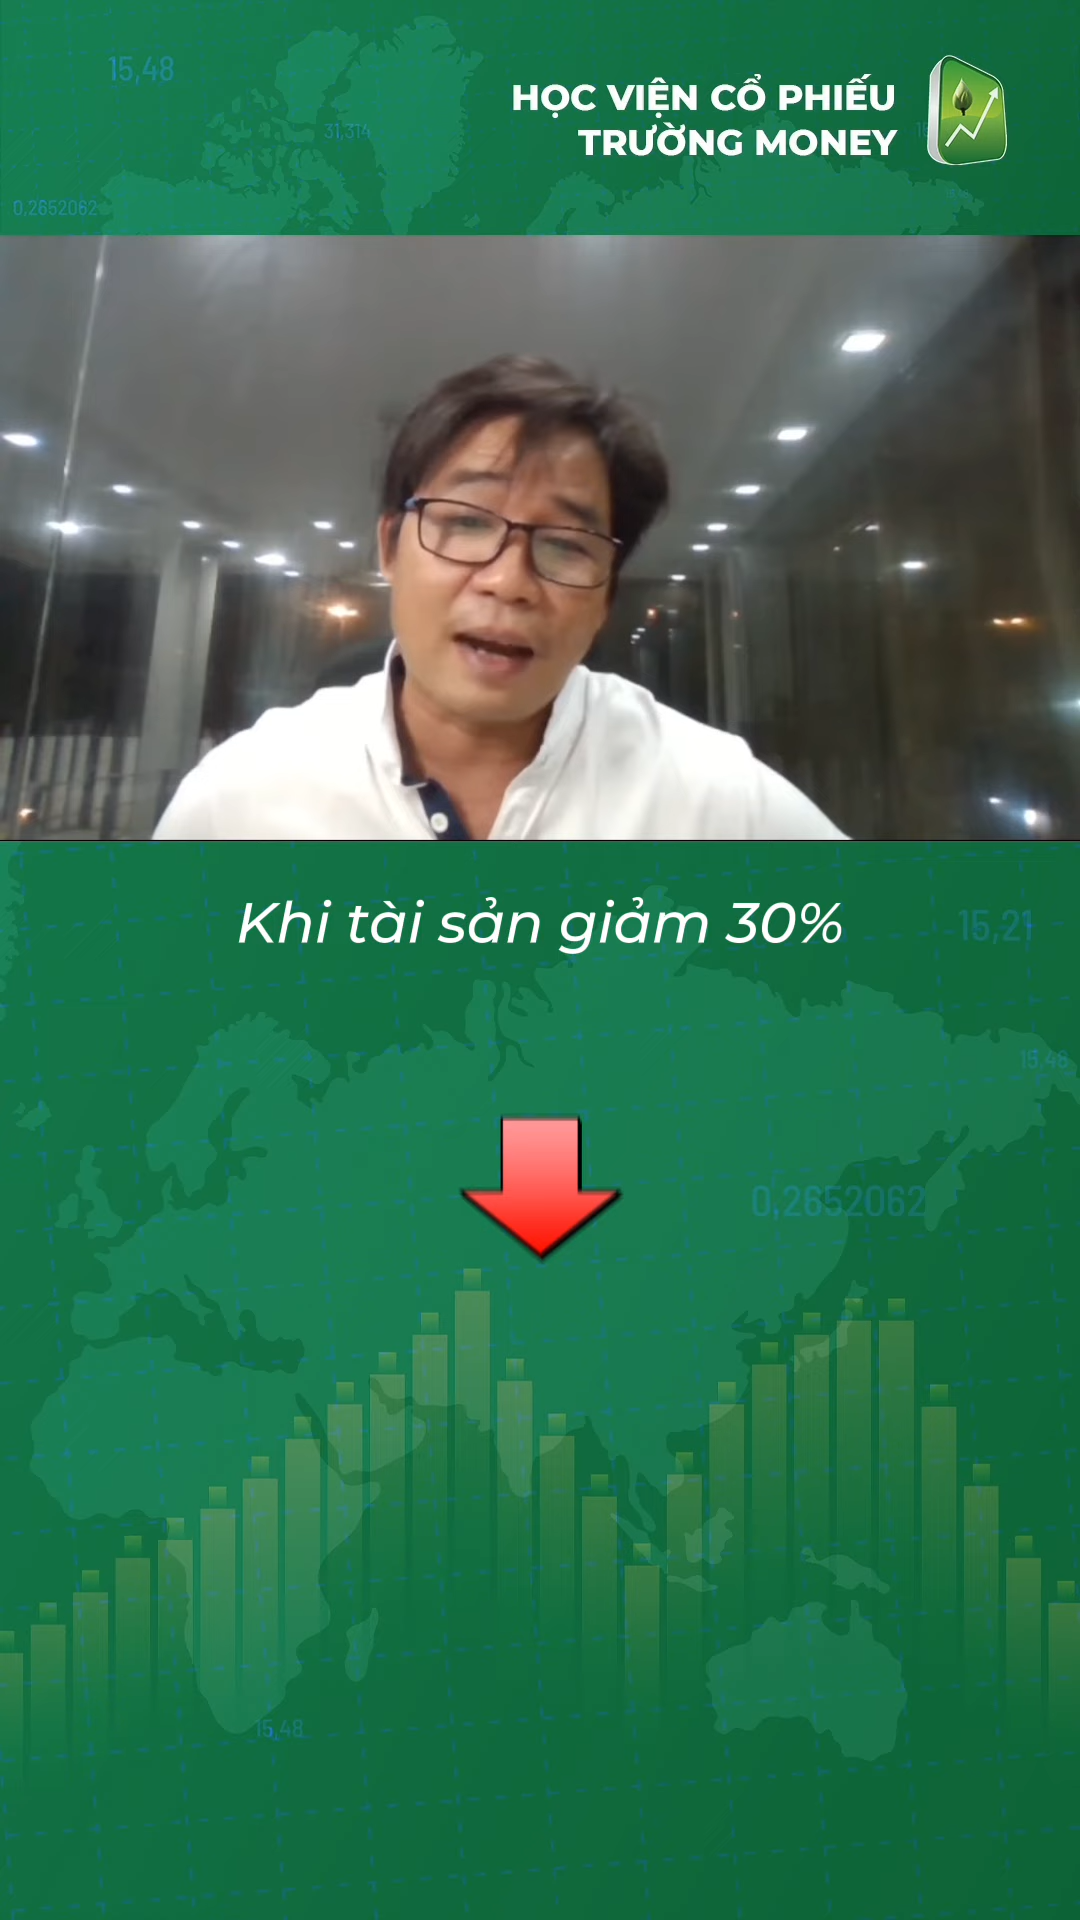 15,48
HỌC VIỆN CỔ PHIẾU
TRƯỜNG MONEY
31,314
0,2652062
Khi tài sản giảm 30%
15,21
15,48
0,2652062
15,48